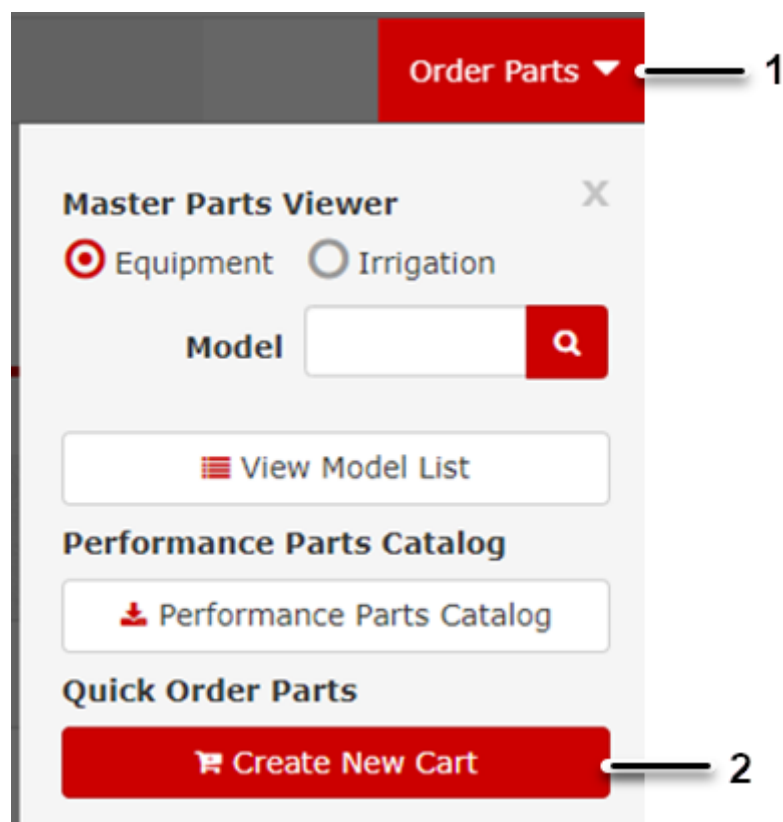 Order Parts
1
Master Parts Viewer
X
Equipment Irrigation
Model
View Model List
Performance Parts Catalog
Performance Parts Catalog
Quick Order Parts
Create New Cart
2